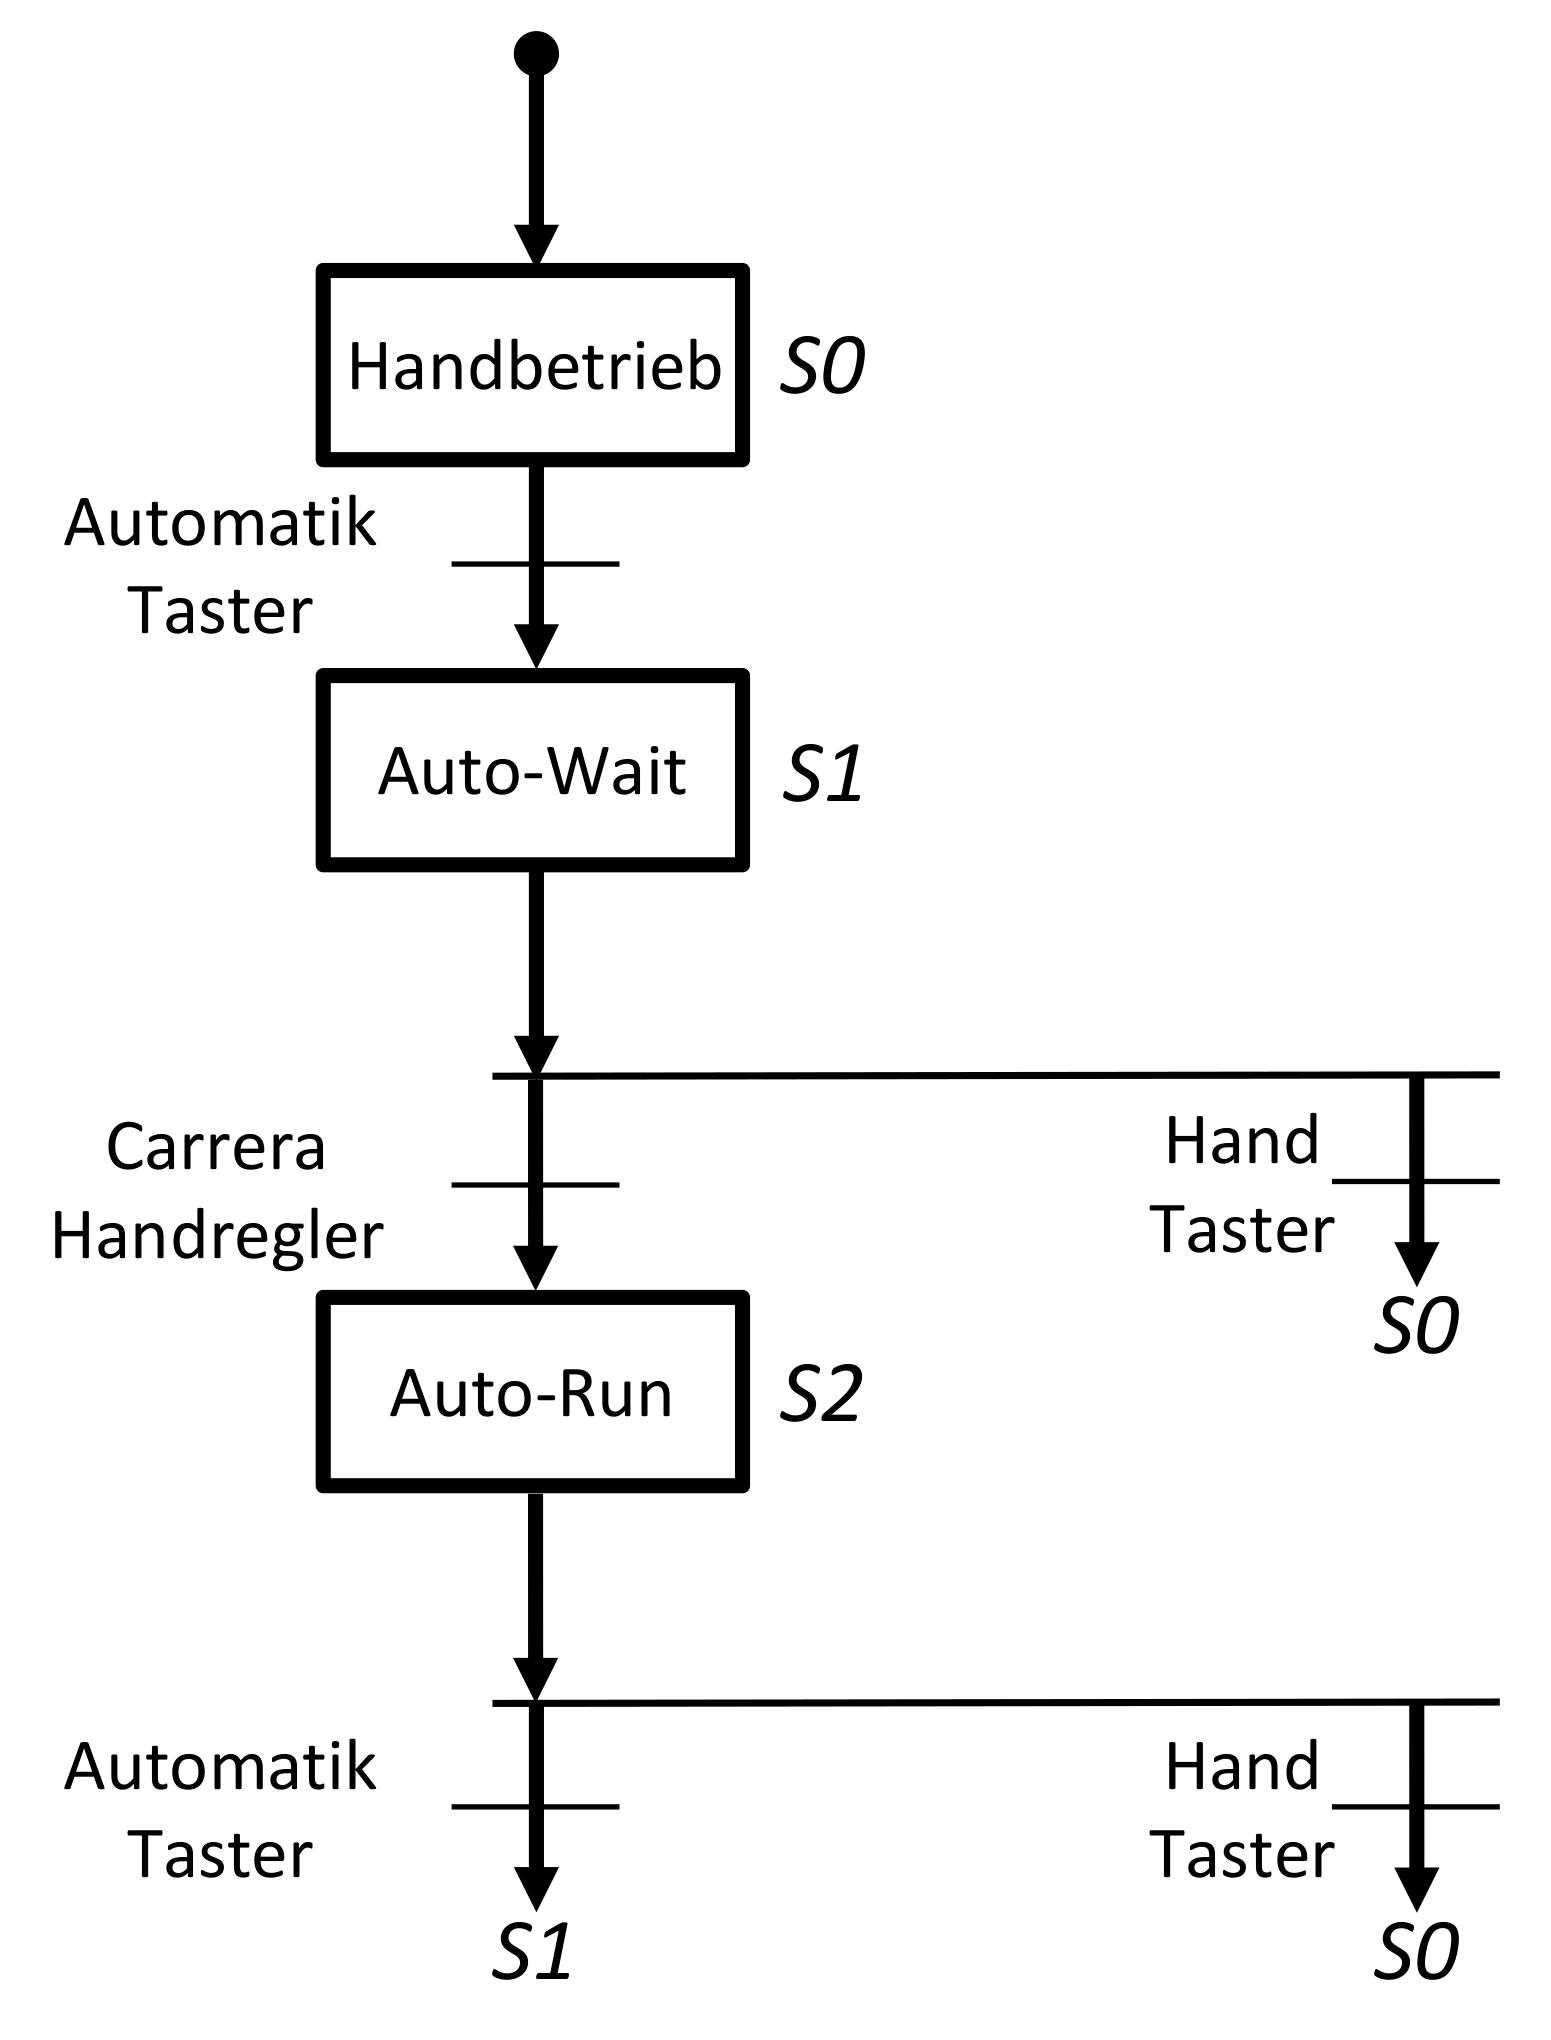 Handbetrieb
S0
Automatik
Taster
Auto-Wait
S1
Carrera
Handregler
Hand
Taster
S0
Auto-Run
S2
Automatik
Taster
S1
Hand
Taster
S0